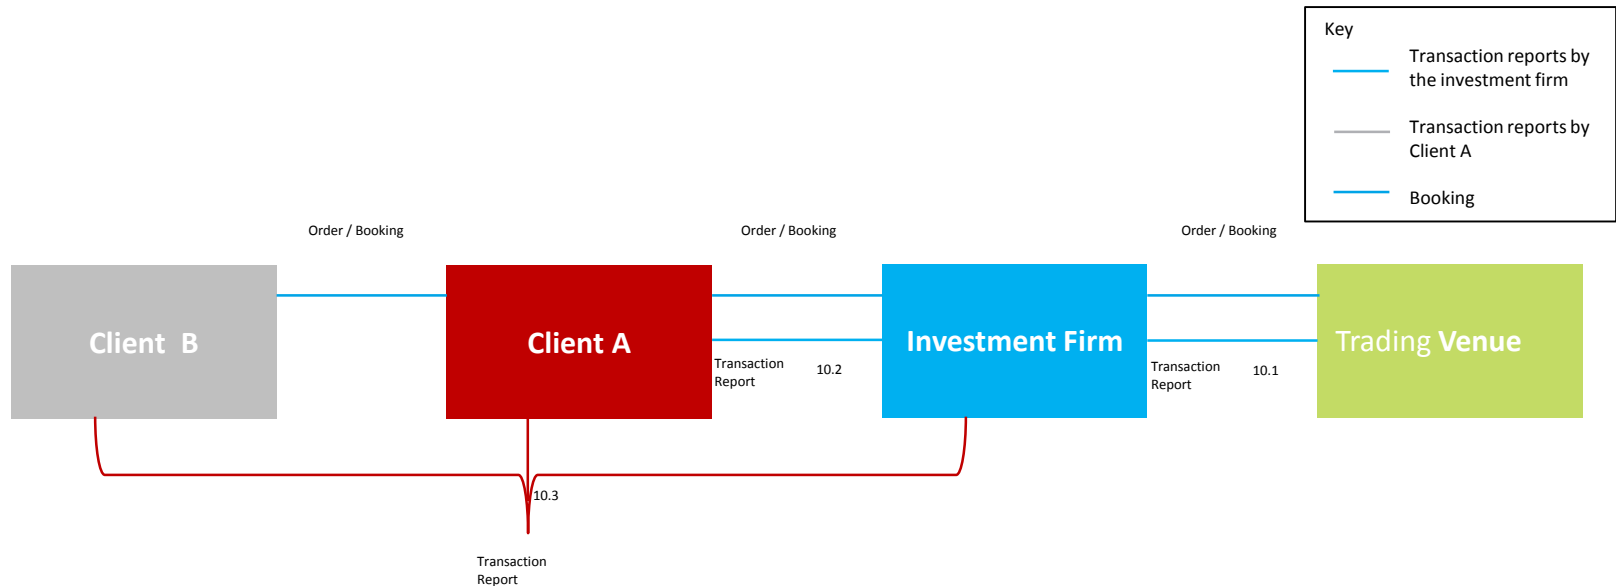 Key
Transaction reports by
the investment firm
Transaction reports by
Client A
Booking
Order / Booking
Order / Booking
Order / Booking
Client B
Client A
Investment Firm
Trading Venue
Transaction
Report
10.2
Transaction
Report
10.1
10.3
Transaction
Report